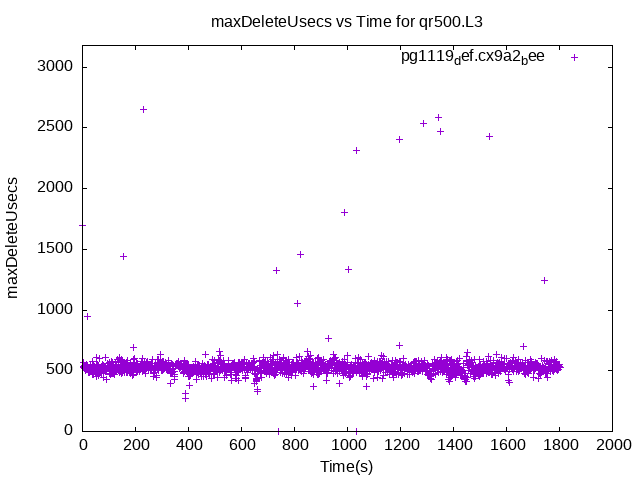 maxDeleteUsecs vs Time for qr500.L3
pg1119_def.cx9a2_bee
3000
2500
2000
1500
1000
500
0
maxDeleteUsecs
0 200 400 600 800 1000 1200 1400 1600 1800 2000
Time(s)